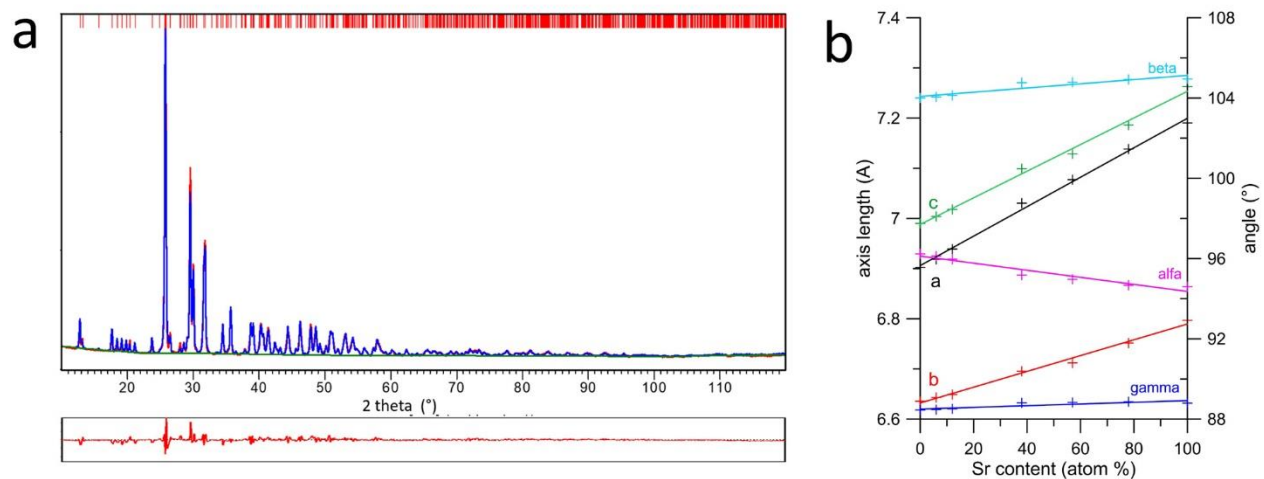 a
20 30 40 50 60 70 80 90 100 110
2 theta (°)
b
7.4
7.2
7
6.8
6.6
axis length (A)
108
104
100
96
92
88
angle (°)
beta
c
a
alfa
b
gamma
0 20 40 60 80 100
Sr content (atom %)